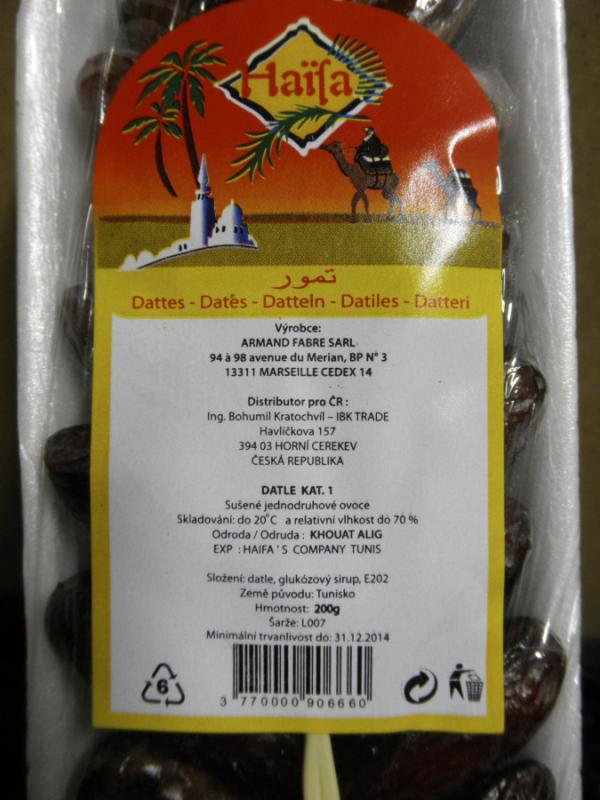 Haïfa
تمور
Dattes - Dates - Datteln - Datiles - Datteri
Výrobce:
ARMAND FABRE SARL
94 à 98 avenue du Merian, BP N° 3
13311 MARSEILLE CEDEX 14
Distributor pro ČR :
Ing. Bohumil Kratochvíl – IBK TRADE
Havlíčkova 157
394 03 HORNÍ CEREKEV
ČESKÁ REPUBLIKA
DATLE KAT. 1
Sušené jednodruhové ovoce
Skladování: do 20°C a relativní vlhkost do 70 %
Odroda / Odruda : KHOUAT ALIG
EXP : HAIFA ' S COMPANY TUNIS
Složení: datle, glukózový sirup, E202
Země původu: Tunisko
Hmotnost: 200g
Šarže: L007
Minimální trvanlivost do: 31.12.2014
6
3 770000 906660